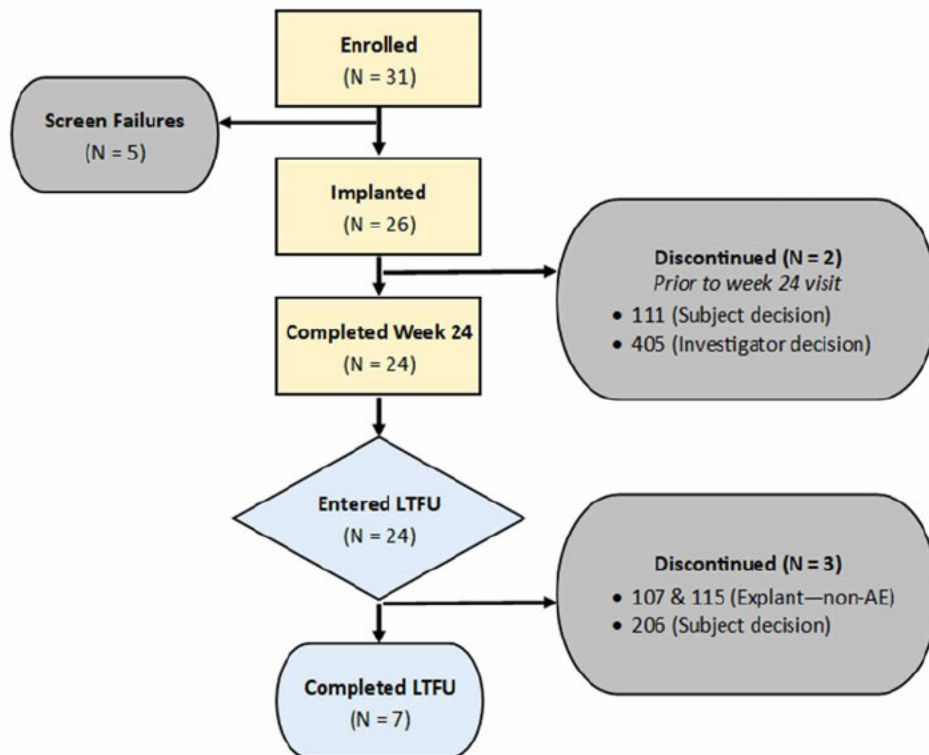 Enrolled
(N = 31)
Screen Failures
(N = 5)
Implanted
(N = 26)
Discontinued (N = 2)
Prior to week 24 visit
• 111 (Subject decision)
• 405 (Investigator decision)
Completed Week 24
(N = 24)
Entered LTFU
(N = 24)
Discontinued (N = 3)
• 107 & 115 (Explant—non-AE)
• 206 (Subject decision)
Completed LTFU
(N = 7)